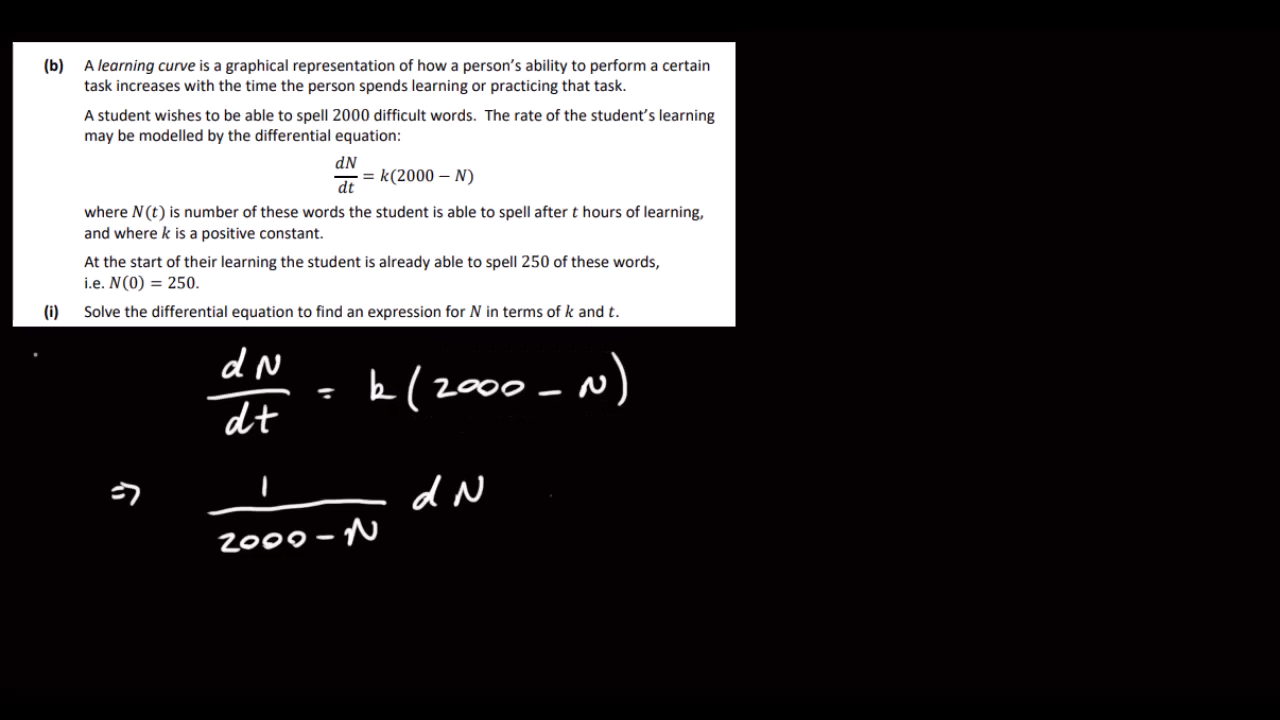 (b) A learning curve is a graphical representation of how a person's ability to perform a certain
task increases with the time the person spends learning or practicing that task.
A student wishes to be able to spell 2000 difficult words. The rate of the student's learning
may be modelled by the differential equation:
dN/dt = k(2000 − N)
where N(t) is number of these words the student is able to spell after t hours of learning,
and where k is a positive constant.
At the start of their learning the student is already able to spell 250 of these words,
i.e. N(0) = 250.
(i) Solve the differential equation to find an expression for N in terms of k and t.
dN/dt = k(2000 − N)
⇒ 1/(2000 − N) dN